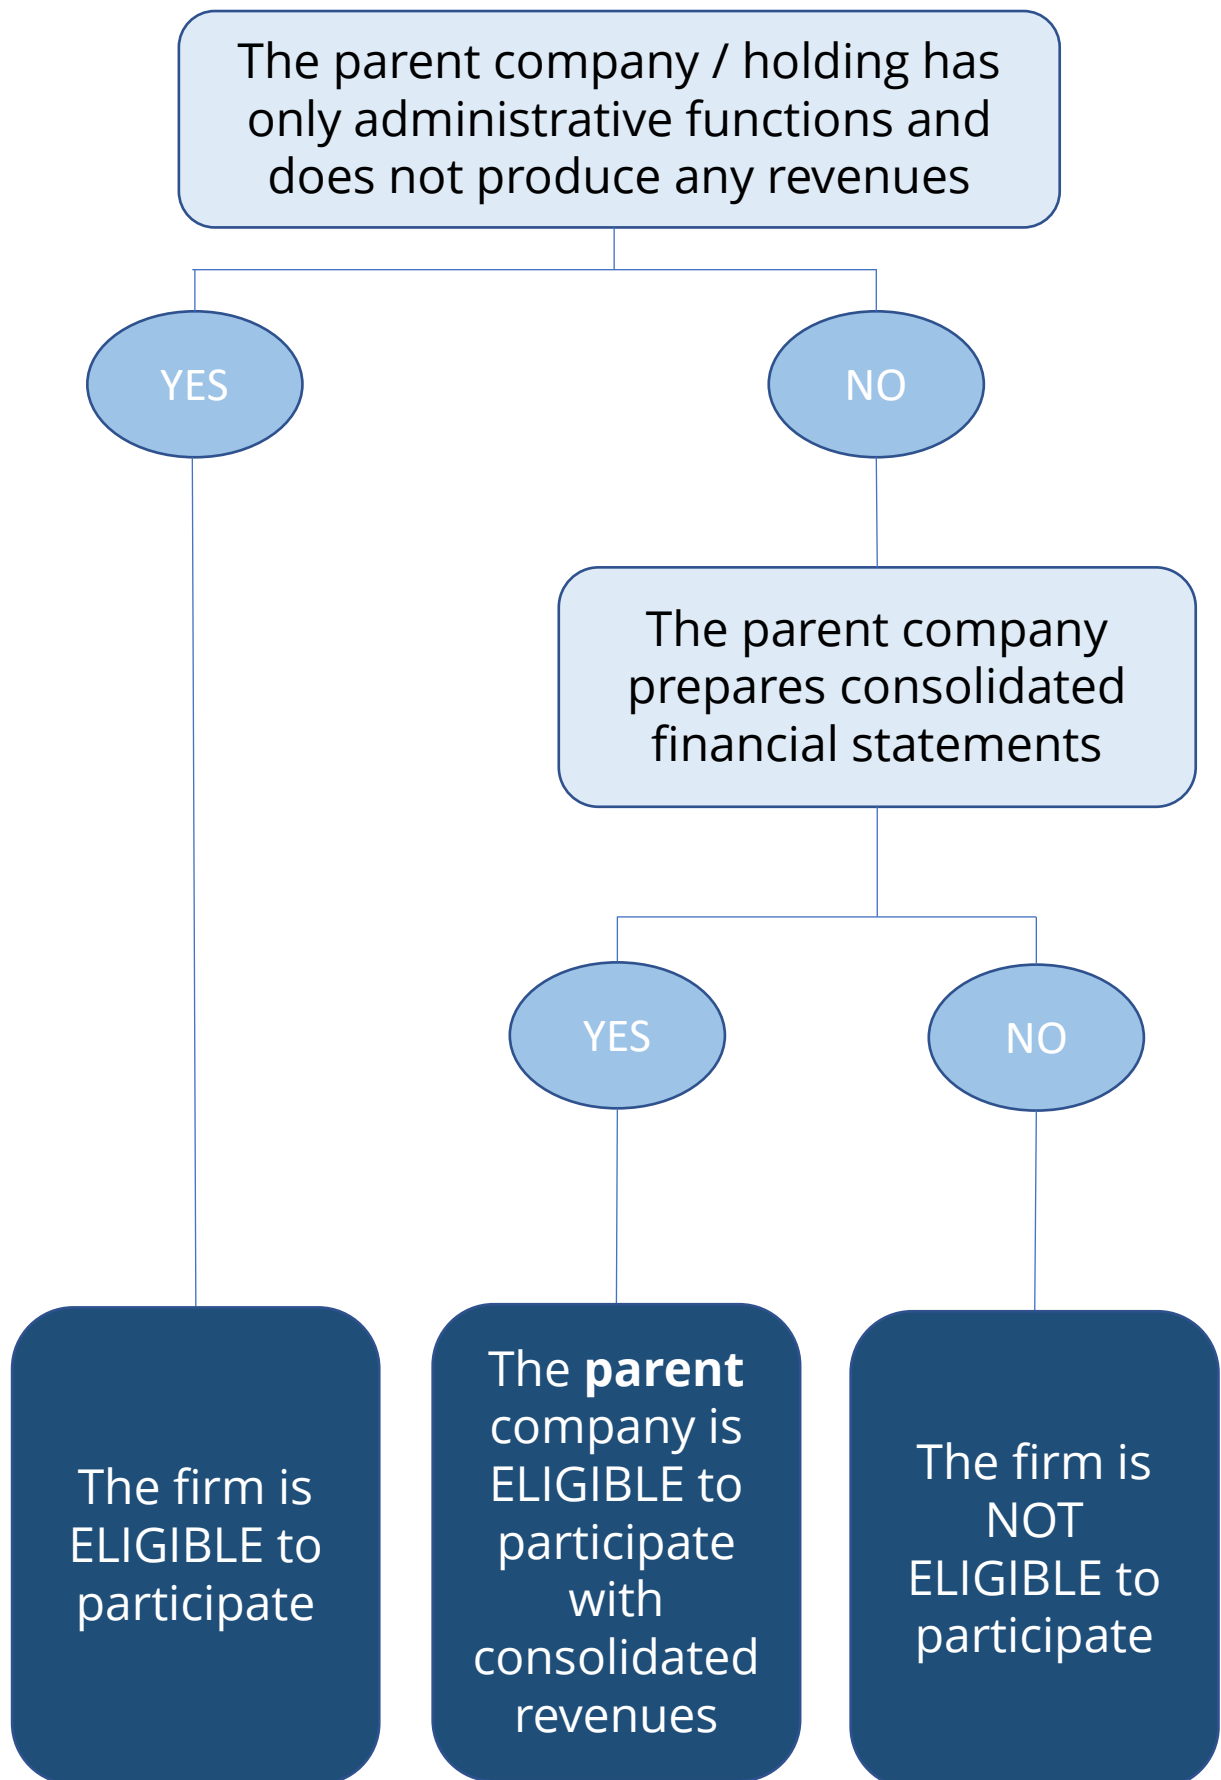 The parent company / holding has
only administrative functions and
does not produce any revenues
YES
NO
The parent company
prepares consolidated
financial statements
YES
NO
The firm is
ELIGIBLE to
participate
The parent
company is
ELIGIBLE to
participate
with
consolidated
revenues
The firm is
NOT
ELIGIBLE to
participate